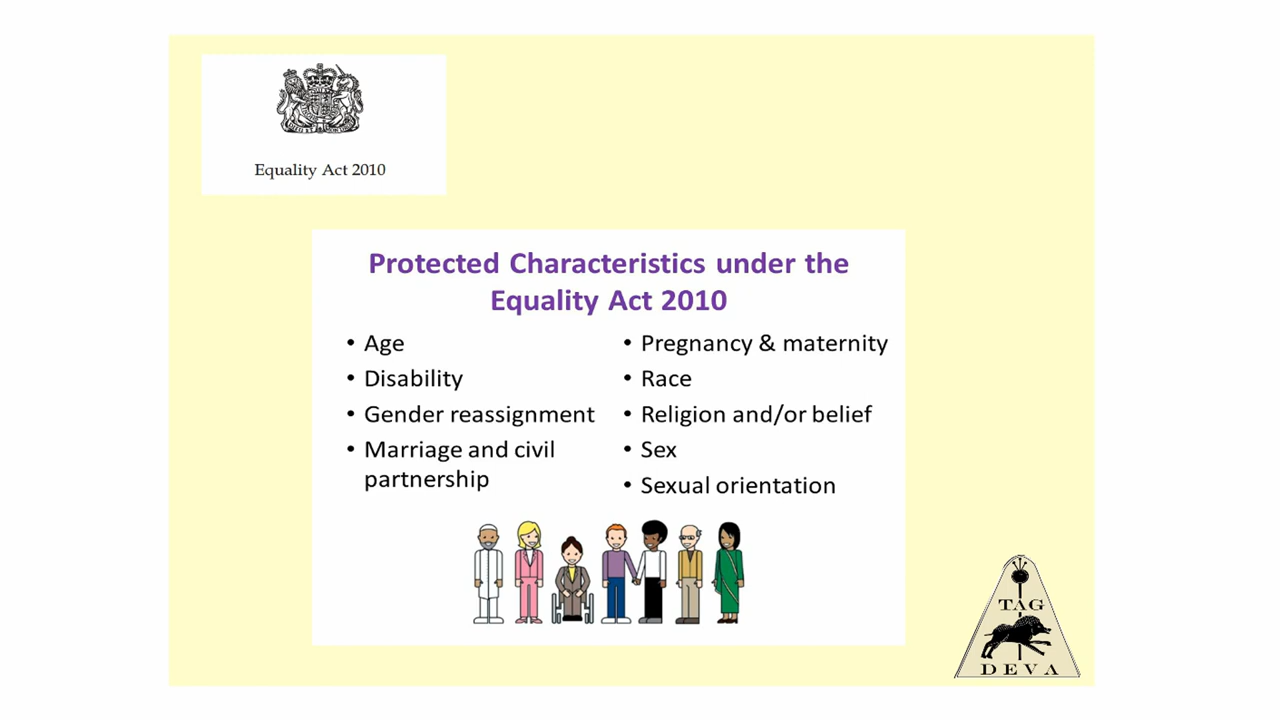 Equality Act 2010
Protected Characteristics under the
Equality Act 2010
• Age
• Disability
• Gender reassignment
• Marriage and civil
partnership
• Pregnancy & maternity
• Race
• Religion and/or belief
• Sex
• Sexual orientation
TAG
DEVA